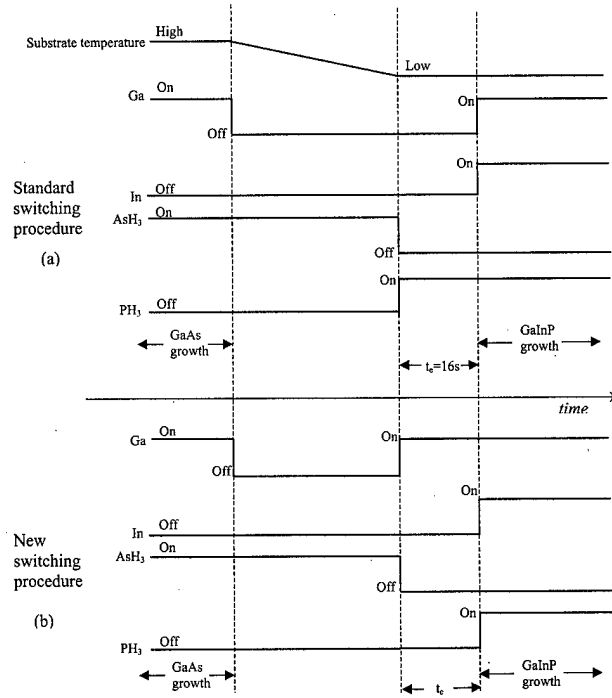 Substrate temperature High
Low
Ga On
Off
On
On
In Off
AsH₃ On
Off
On
PH₃ Off
Standard
switching
procedure
(a)
GaAs
growth
tₑ=16s
GaInP
growth
time
Ga On
Off
On
On
In Off
AsH₃ On
Off
On
PH₃ Off
New
switching
procedure
(b)
GaAs
growth
tₑ
GaInP
growth